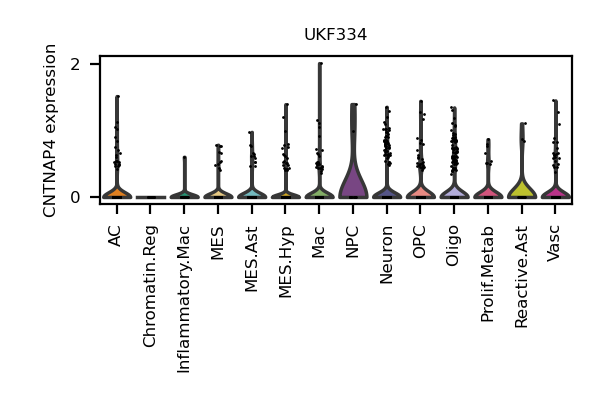 UKF334
CNTNAP4 expression
2
0
AC
Chromatin.Reg
Inflammatory.Mac
MES
MES.Ast
MES.Hyp
Mac
NPC
Neuron
OPC
Oligo
Prolif.Metab
Reactive.Ast
Vasc